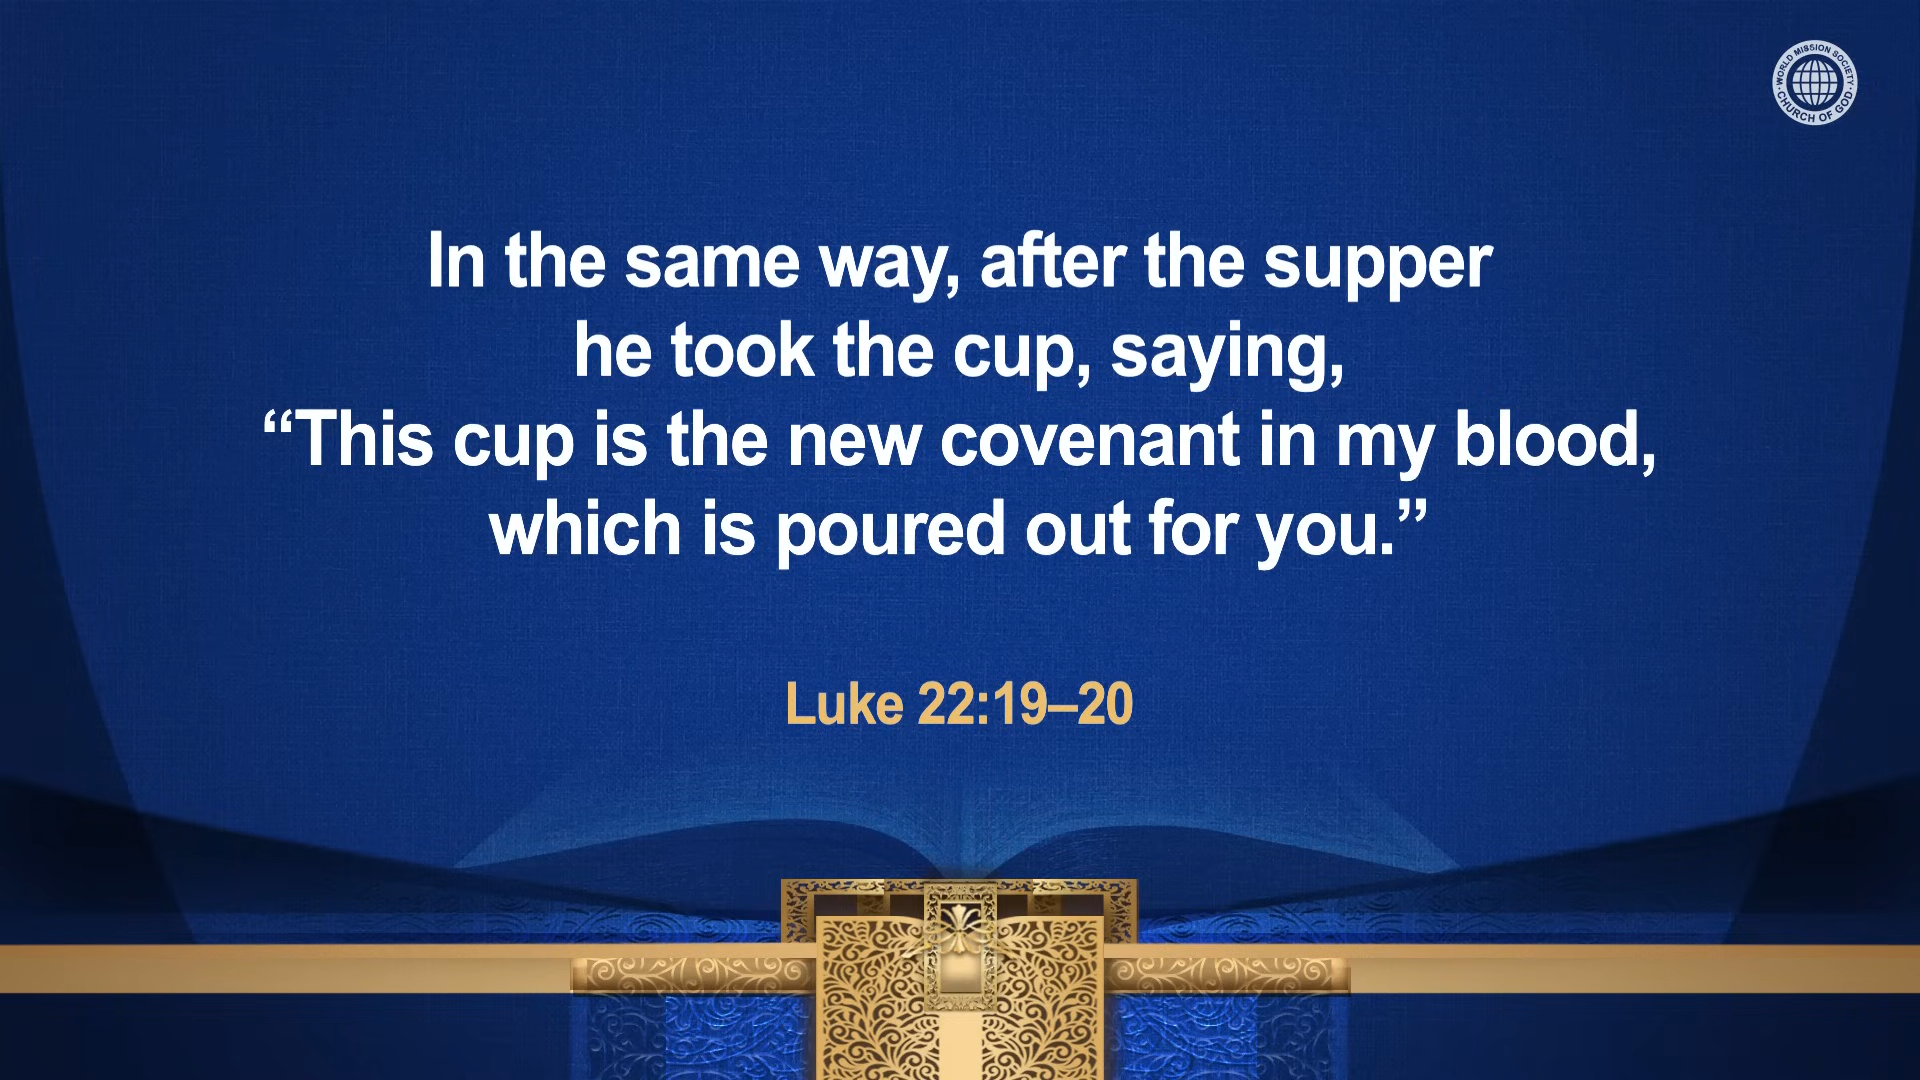 WORLD MISSION SOCIETY
CHURCH OF GOD
In the same way, after the supper
he took the cup, saying,
“This cup is the new covenant in my blood,
which is poured out for you.”
Luke 22:19–20